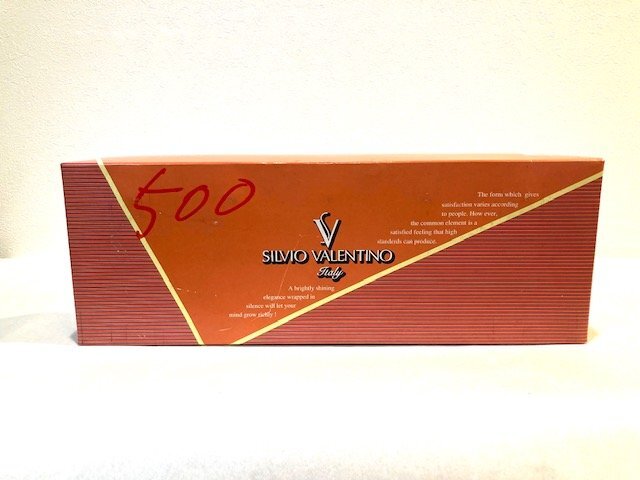 500
The form which gives
satisfaction varies according
to people. How ever,
the common element is a
satisfied feeling that high
standerds can produce.
SV
SILVIO VALENTINO
Italy
A brightly shining
elegance wrapped in
silence will let your
mind grow richly !